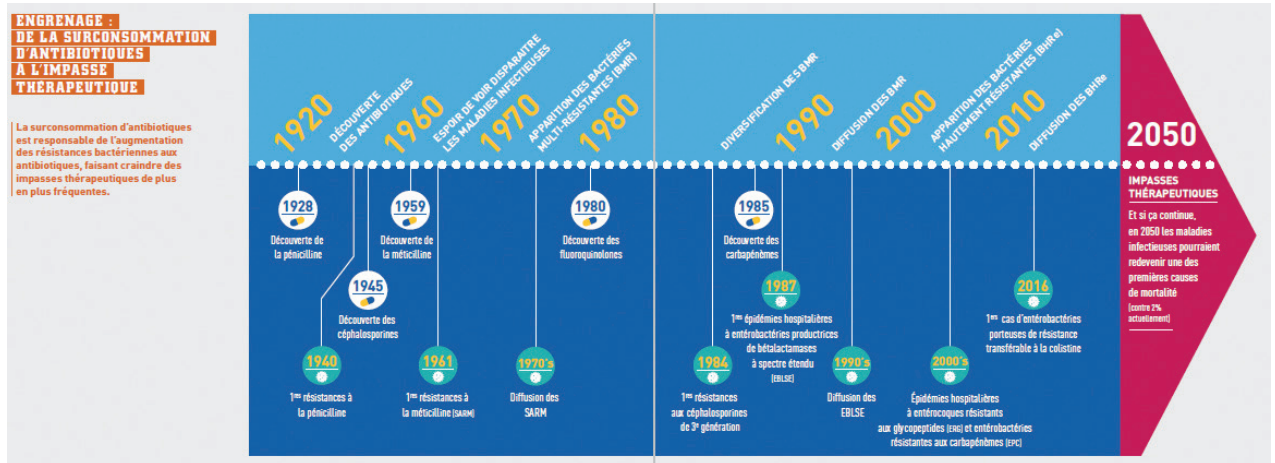 ENGRENAGE :
DE LA SURCONSOMMATION
D'ANTIBIOTIQUES
À L'IMPASSE
THÉRAPEUTIQUE
La surconsommation d'antibiotiques
est responsable de l'augmentation
des résistances bactériennes aux
antibiotiques, faisant craindre des
impasses thérapeutiques de plus
en plus fréquentes.
1920
DÉCOUVERTE
DES ANTIBIOTIQUES
1960
ESPOIR DE VOIR DISPARAITRE
LES MALADIES INFECTIEUSES
1970
APPARITION DES BACTÉRIES
MULTI-RÉSISTANTES (BMR)
1980
DIVERSIFICATION DES BMR
1990
DIFFUSION DES BMR
2000
APPARITION DES BACTÉRIES
HAUTEMENT RÉSISTANTES (BHRe)
2010
DIFFUSION DES BHRe
2050
1928
Découverte de
la pénicilline
1940
1res résistances à
la pénicilline
1945
Découverte des
céphalosporines
1959
Découverte de
la méticilline
1961
1res résistances à
la méticilline (SARM)
1970's
Diffusion des
SARM
1980
Découverte des
fluoroquinolones
1984
1res résistances
aux céphalosporines
de 3e génération
1985
Découverte des
carbapénèmes
1987
1res épidémies hospitalières
à entérobactéries productrices
de bétalactamases
à spectre étendu
(EBLSE)
1990's
Diffusion des
EBLSE
2000's
Épidémies hospitalières
à entérocoques résistants
aux glycopeptides (ERG) et entérobactéries
résistantes aux carbapénèmes (EPC)
2016
1ers cas d'entérobactéries
porteuses de résistance
transférable à la colistine
IMPASSES
THÉRAPEUTIQUES
Et si ça continue,
en 2050 les maladies
infectieuses pourraient
redevenir une des
premières causes
de mortalité
(contre 2%
actuellement)